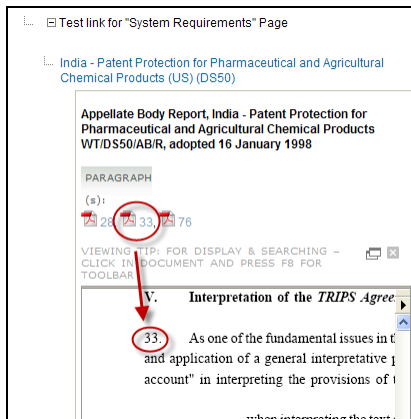 Test link for "System Requirements" Page
India - Patent Protection for Pharmaceutical and Agricultural
Chemical Products (US) (DS50)
Appellate Body Report, India - Patent Protection for
Pharmaceutical and Agricultural Chemical Products
WT/DS50/AB/R, adopted 16 January 1998
PARAGRAPH
(s):
28, 33, 76
VIEWING TIP: FOR DISPLAY & SEARCHING –
CLICK IN DOCUMENT AND PRESS F8 FOR
TOOLBAR
V. Interpretation of the TRIPS Agree
33. As one of the fundamental issues in
and application of a general interpretative
account" in interpreting the provisions of
when interpreting the text